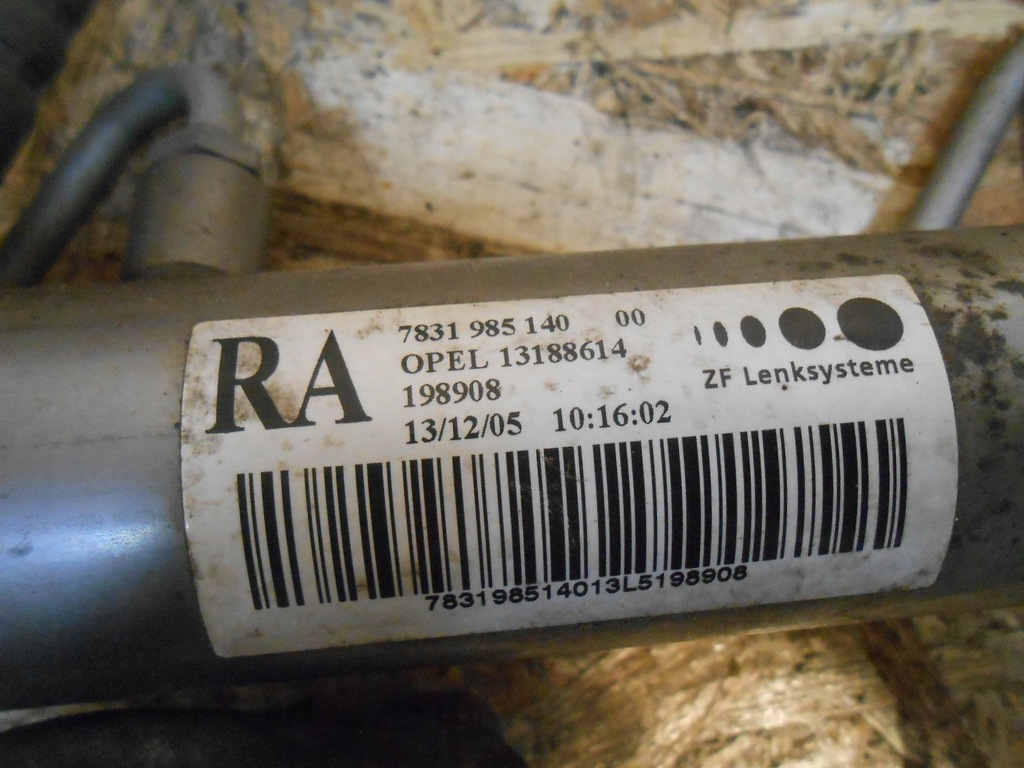 RA
7831 985 140 00
OPEL 13188614
198908
13/12/05 10:16:02
ZF Lenksysteme
783198514013L5198908